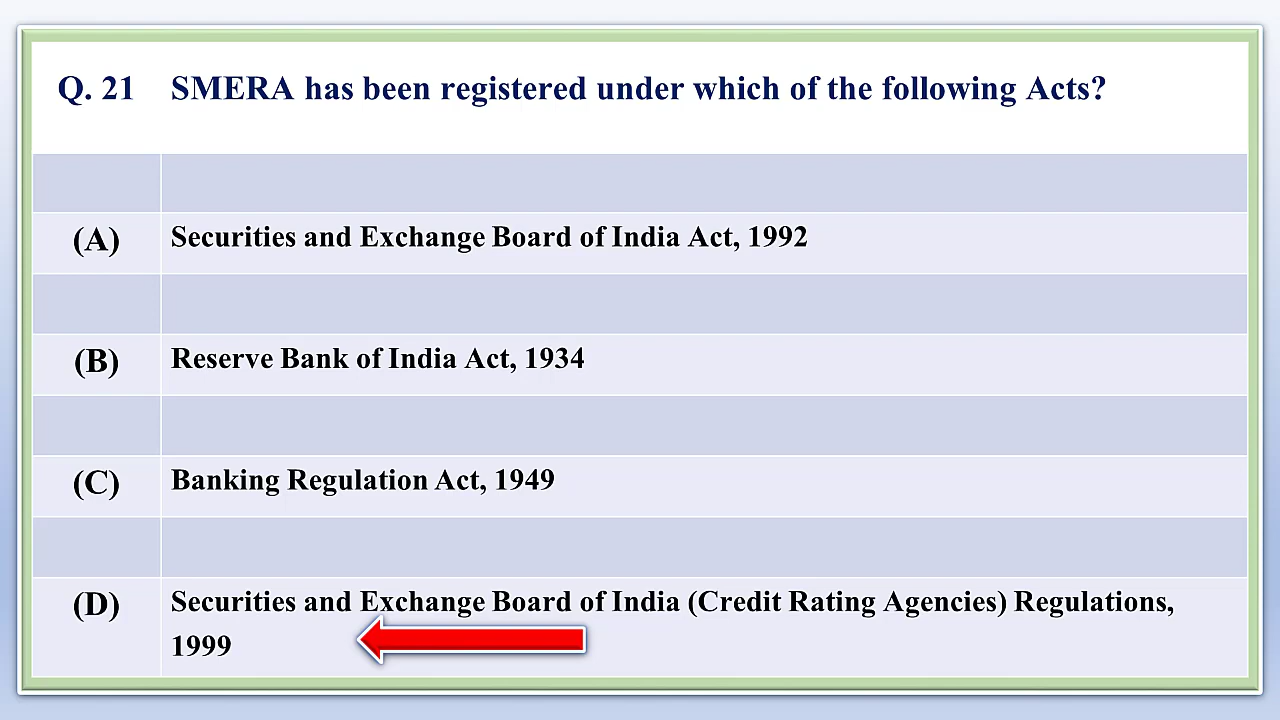 Q. 21 SMERA has been registered under which of the following Acts?
(A) Securities and Exchange Board of India Act, 1992
(B) Reserve Bank of India Act, 1934
(C) Banking Regulation Act, 1949
(D) Securities and Exchange Board of India (Credit Rating Agencies) Regulations,
1999